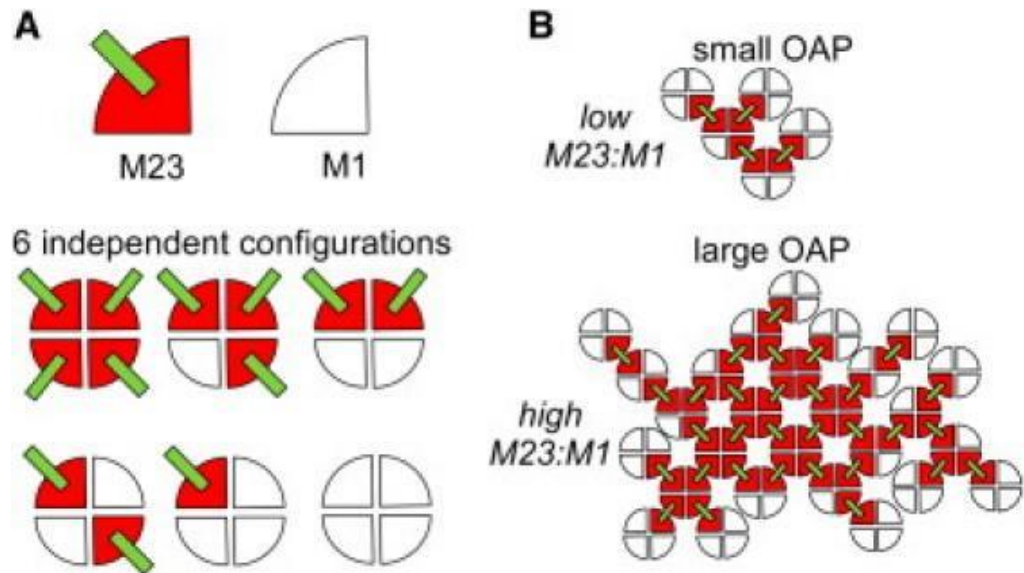 A
M23
M1
6 independent configurations
B
small OAP
low
M23:M1
large OAP
high
M23:M1